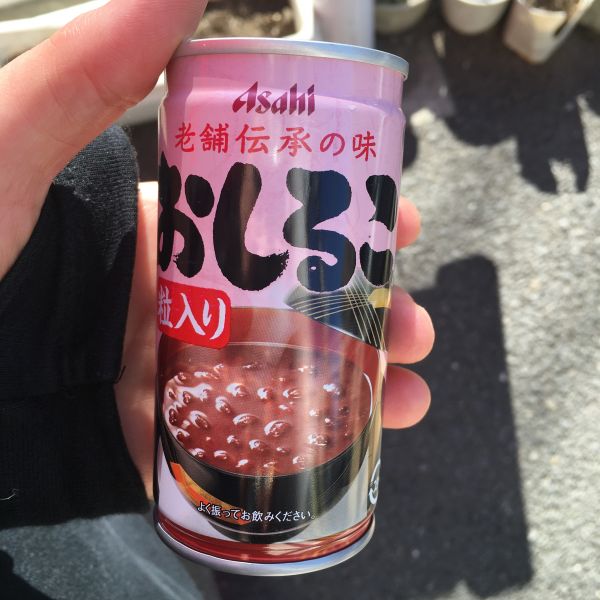 Asahi
老舗伝承の味
おしるこ
粒入り
よく振ってお飲みください。